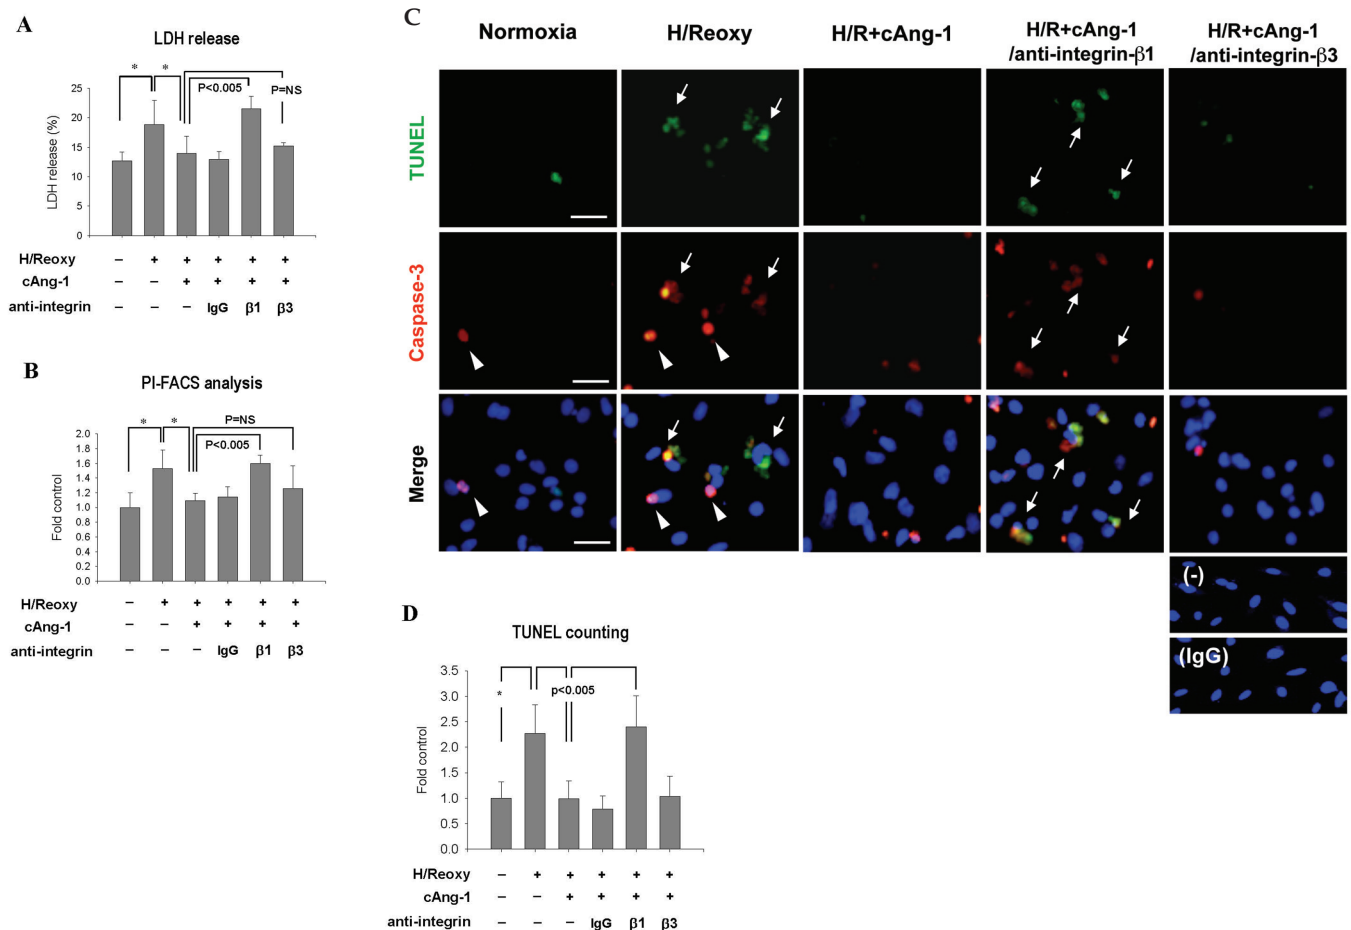 A
LDH release
* * P<0.005 P=NS
LDH release (%)
25
20
15
10
5
0
H/Reoxy – + + + + +
cAng-1 – – + + + +
anti-integrin – – – IgG β1 β3
B
PI-FACS analysis
* * P=NS
P<0.005
Fold control
2.0
1.8
1.6
1.4
1.2
1.0
0.8
0.6
0.4
0.2
0.0
H/Reoxy – + + + + +
cAng-1 – – + + + +
anti-integrin – – – IgG β1 β3
C
Normoxia
H/Reoxy
H/R+cAng-1
H/R+cAng-1
/anti-integrin-β1
H/R+cAng-1
/anti-integrin-β3
TUNEL
Caspase-3
Merge
(-)
(IgG)
D
TUNEL counting
* p<0.005
Fold control
3.5
3.0
2.5
2.0
1.5
1.0
0.5
0.0
H/Reoxy – + + + + +
cAng-1 – – + + + +
anti-integrin – – – IgG β1 β3